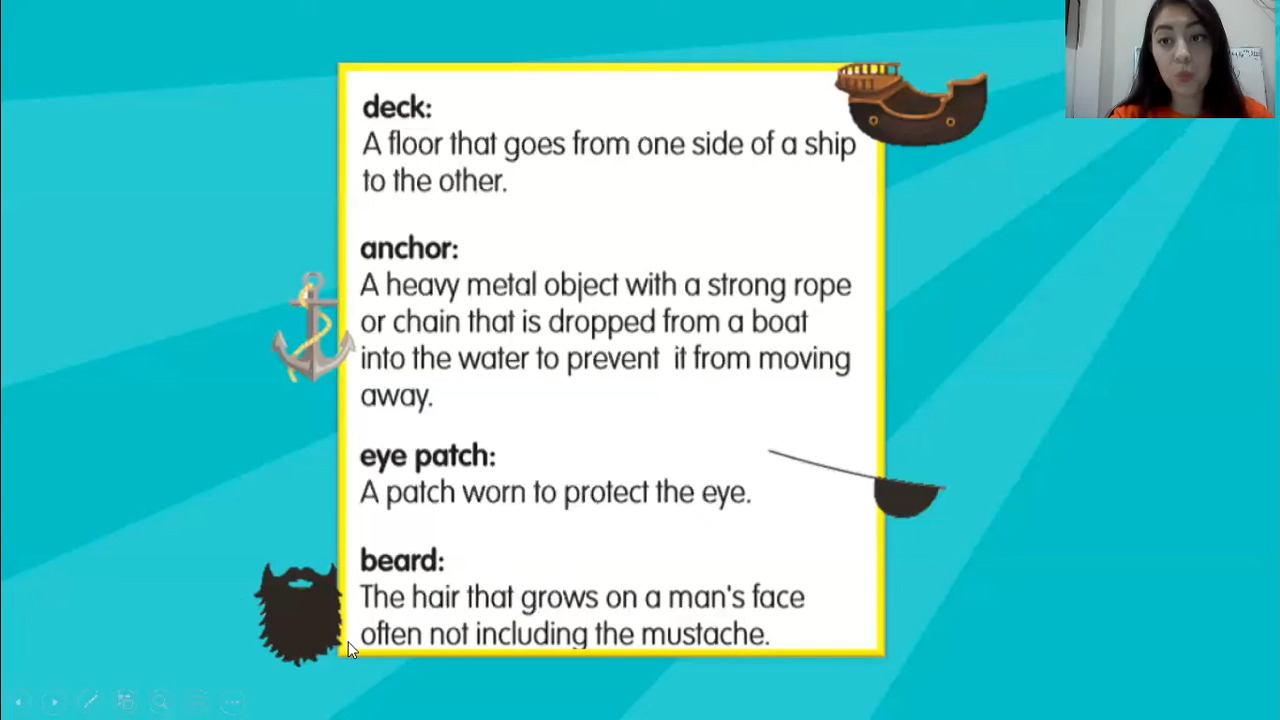 deck:
A floor that goes from one side of a ship
to the other.
anchor:
A heavy metal object with a strong rope
or chain that is dropped from a boat
into the water to prevent it from moving
away.
eye patch:
A patch worn to protect the eye.
beard:
The hair that grows on a man's face
often not including the mustache.